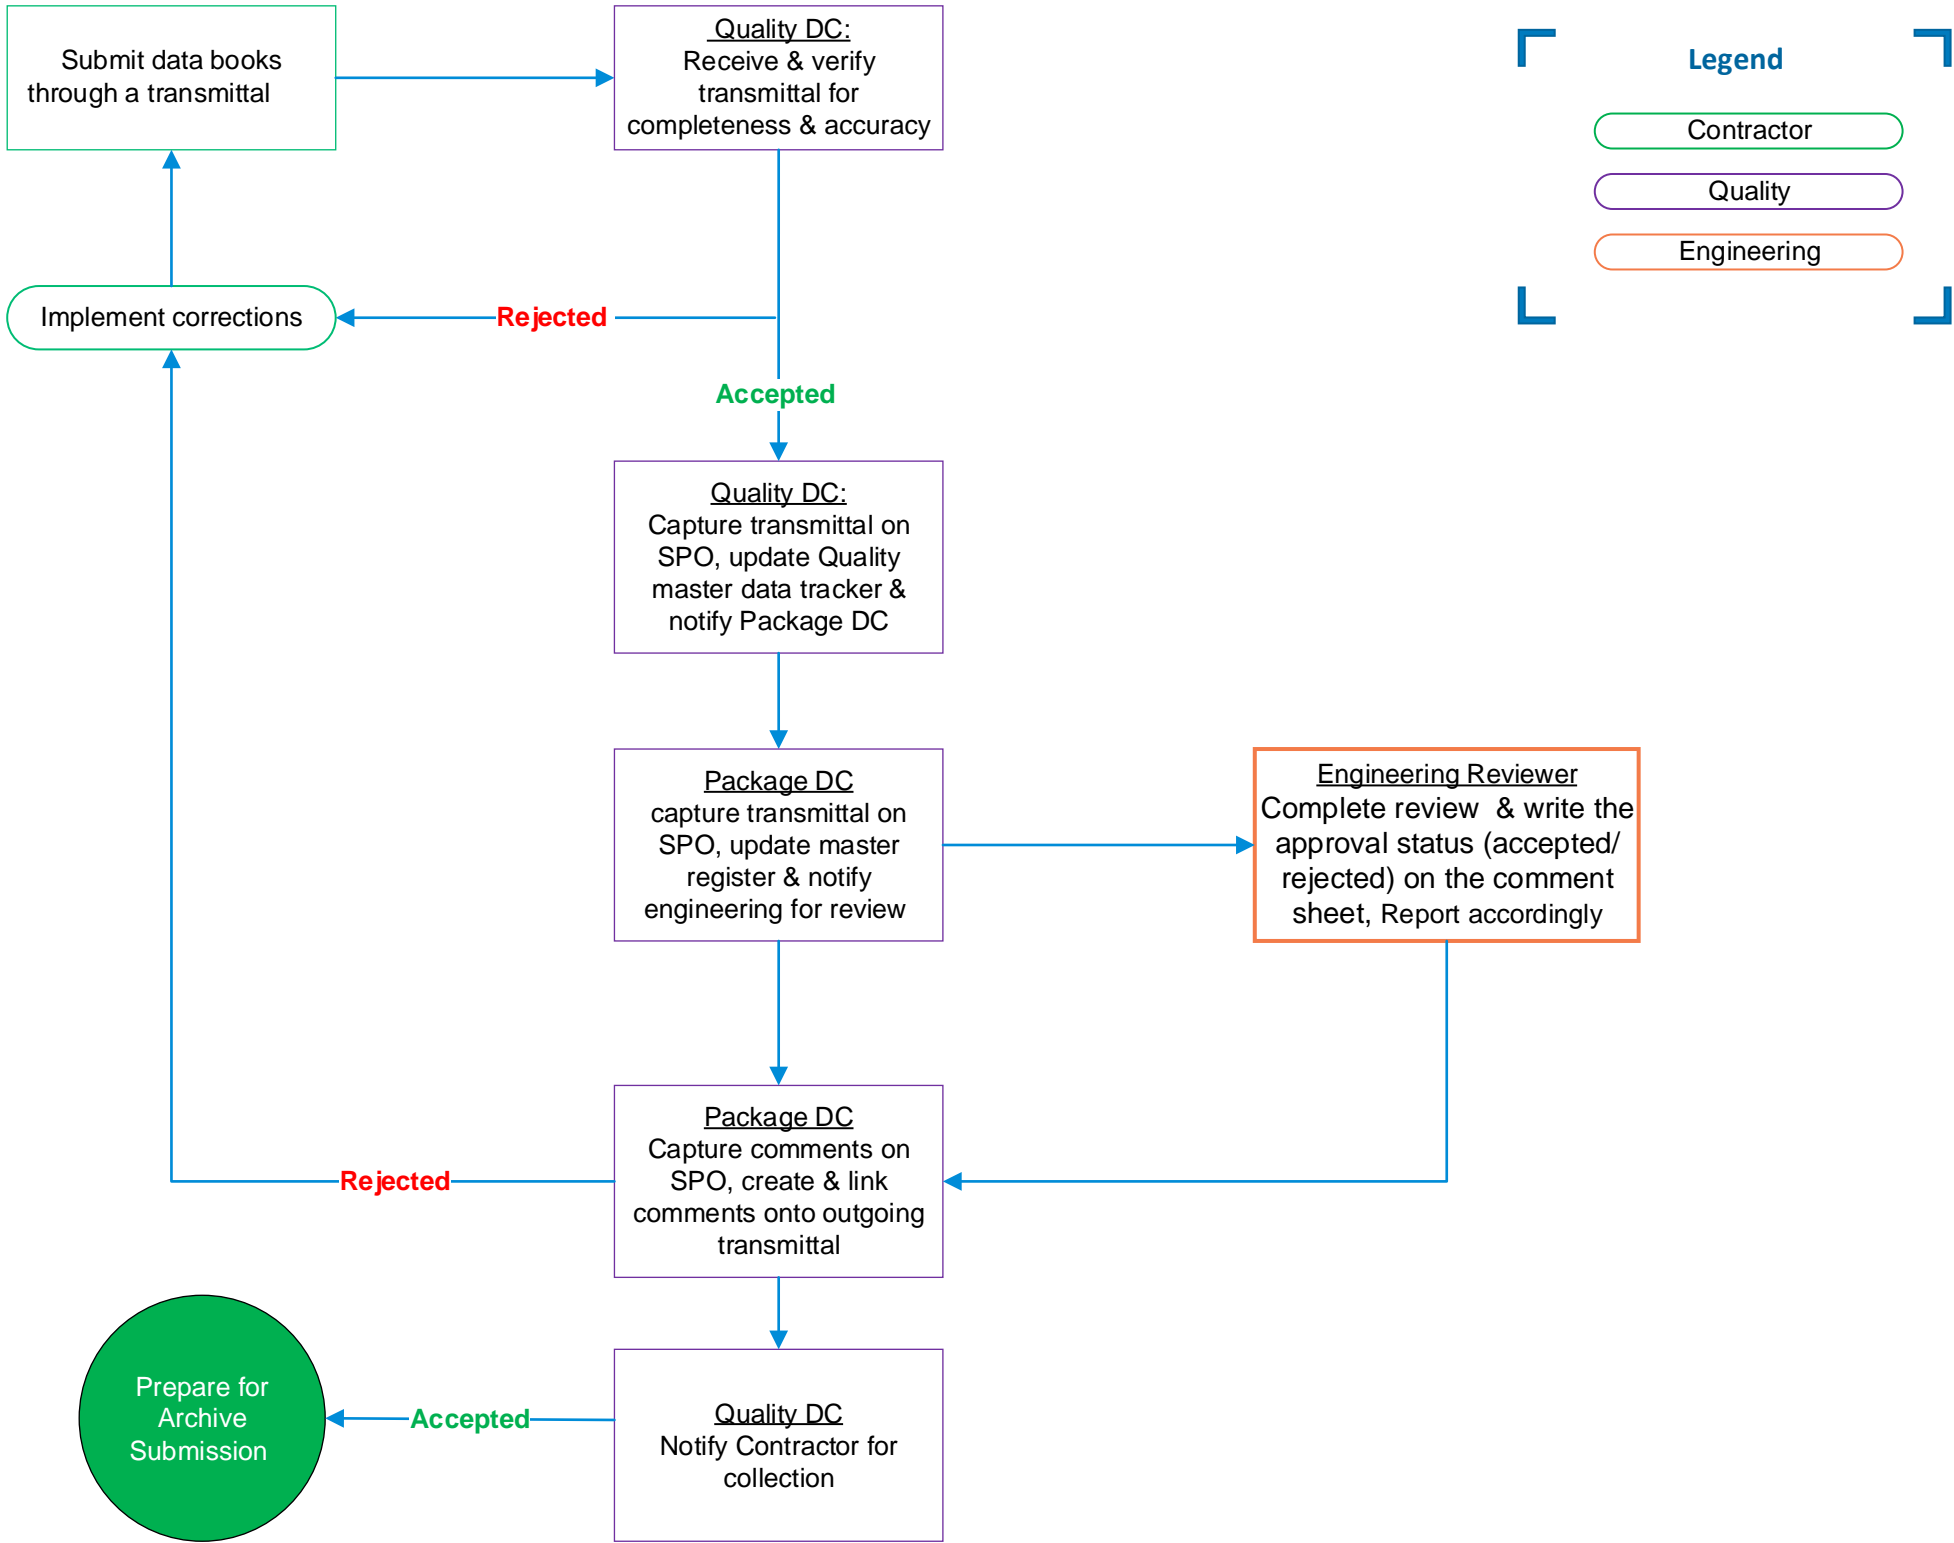 Submit data books
through a transmittal
Quality DC:
Receive & verify
transmittal for
completeness & accuracy
Legend
Contractor
Quality
Engineering
Implement corrections
Rejected
Accepted
Quality DC:
Capture transmittal on
SPO, update Quality
master data tracker &
notify Package DC
Package DC
capture transmittal on
SPO, update master
register & notify
engineering for review
Engineering Reviewer
Complete review & write the
approval status (accepted/
rejected) on the comment
sheet, Report accordingly
Package DC
Capture comments on
SPO, create & link
comments onto outgoing
transmittal
Rejected
Prepare for
Archive
Submission
Accepted
Quality DC
Notify Contractor for
collection